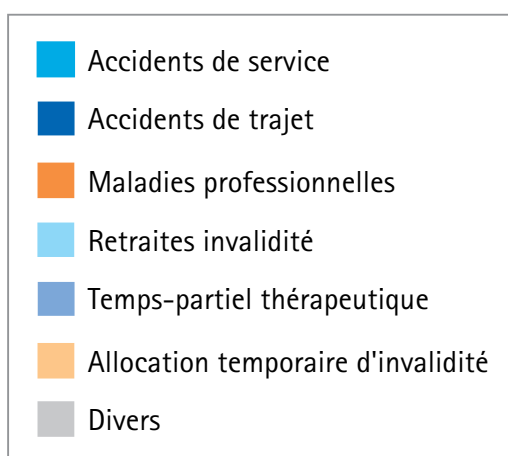 Accidents de service
Accidents de trajet
Maladies professionnelles
Retraites invalidité
Temps-partiel thérapeutique
Allocation temporaire d'invalidité
Divers